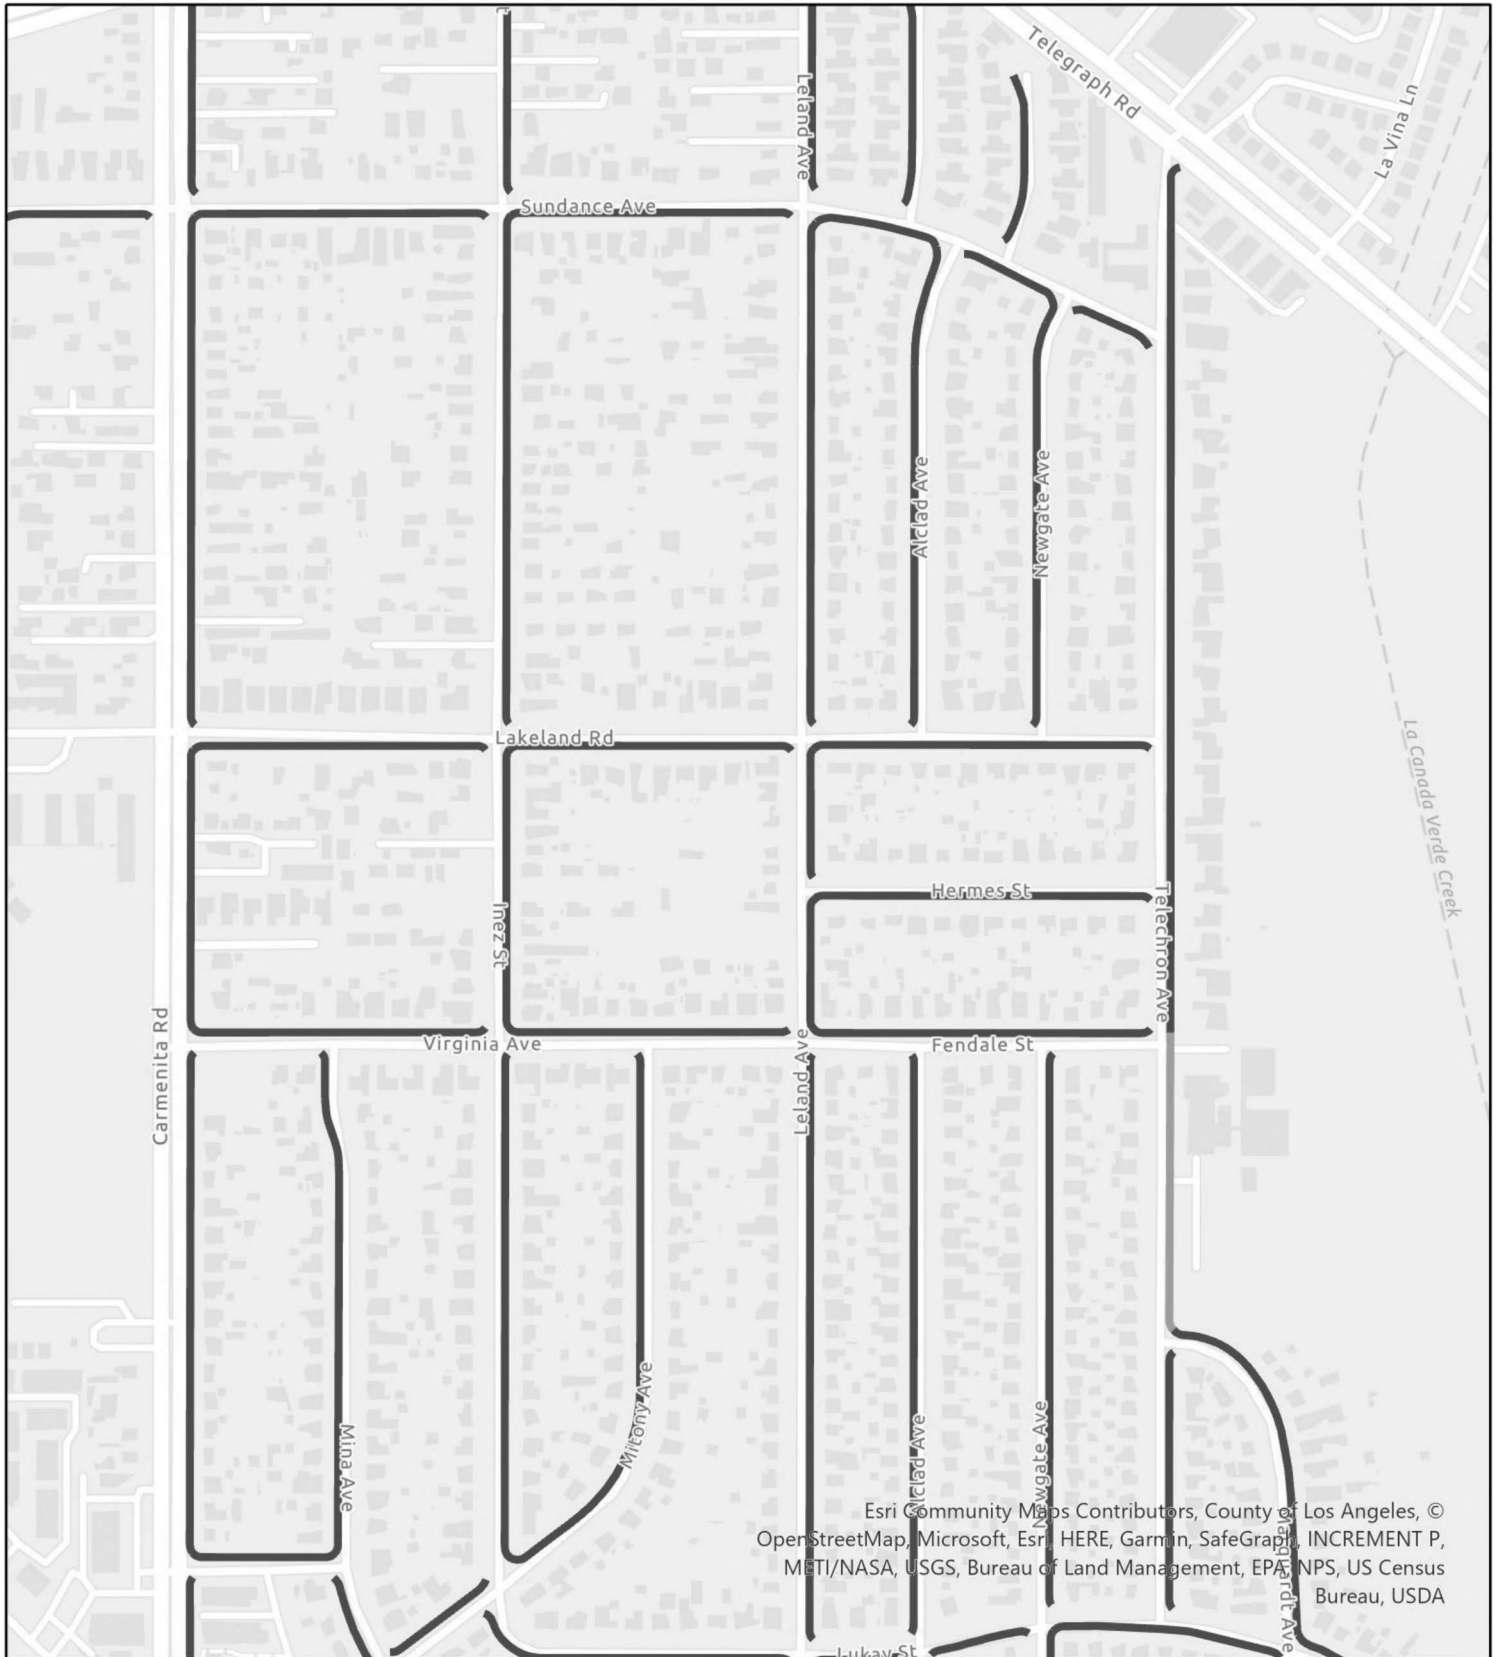 Telegraph Rd
La Vina Ln
Leland Ave
Sundance Ave
Alclad Ave
Newgate Ave
Lakeland Rd
La Canada Verde Creek
Hermes St
Telechron Ave
Inez St
Carmenita Rd
Virginia Ave
Leland Ave
Fendale St
Mitony Ave
Mina Ave
Alclad Ave
Newgate Ave
Marquardt Ave
Esri Community Maps Contributors, County of Los Angeles, ©
OpenStreetMap, Microsoft, Esri, HERE, Garmin, SafeGraph, INCREMENT P,
METI/NASA, USGS, Bureau of Land Management, EPA, NPS, US Census
Bureau, USDA
Lukay St